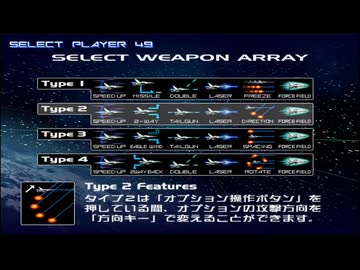 SELECT PLAYER 49
SELECT WEAPON ARRAY
Type 1
SPEED-UP MISSILE DOUBLE LASER FREEZE FORCE FIELD
Type 2
SPEED-UP 2-WAY TAILGUN LASER DIRECTION FORCE FIELD
Type 3
SPEED-UP EAGLE WIND TAILGUN LASER SPACING FORCE FIELD
Type 4
SPEED-UP 2WAY BACK DOUBLE LASER ROTATE FORCE FIELD
Type 2 Features
タイプ2は「オプション操作ボタン」を
押している間、オプションの攻撃方向を
「方向キー」で変えることができます。